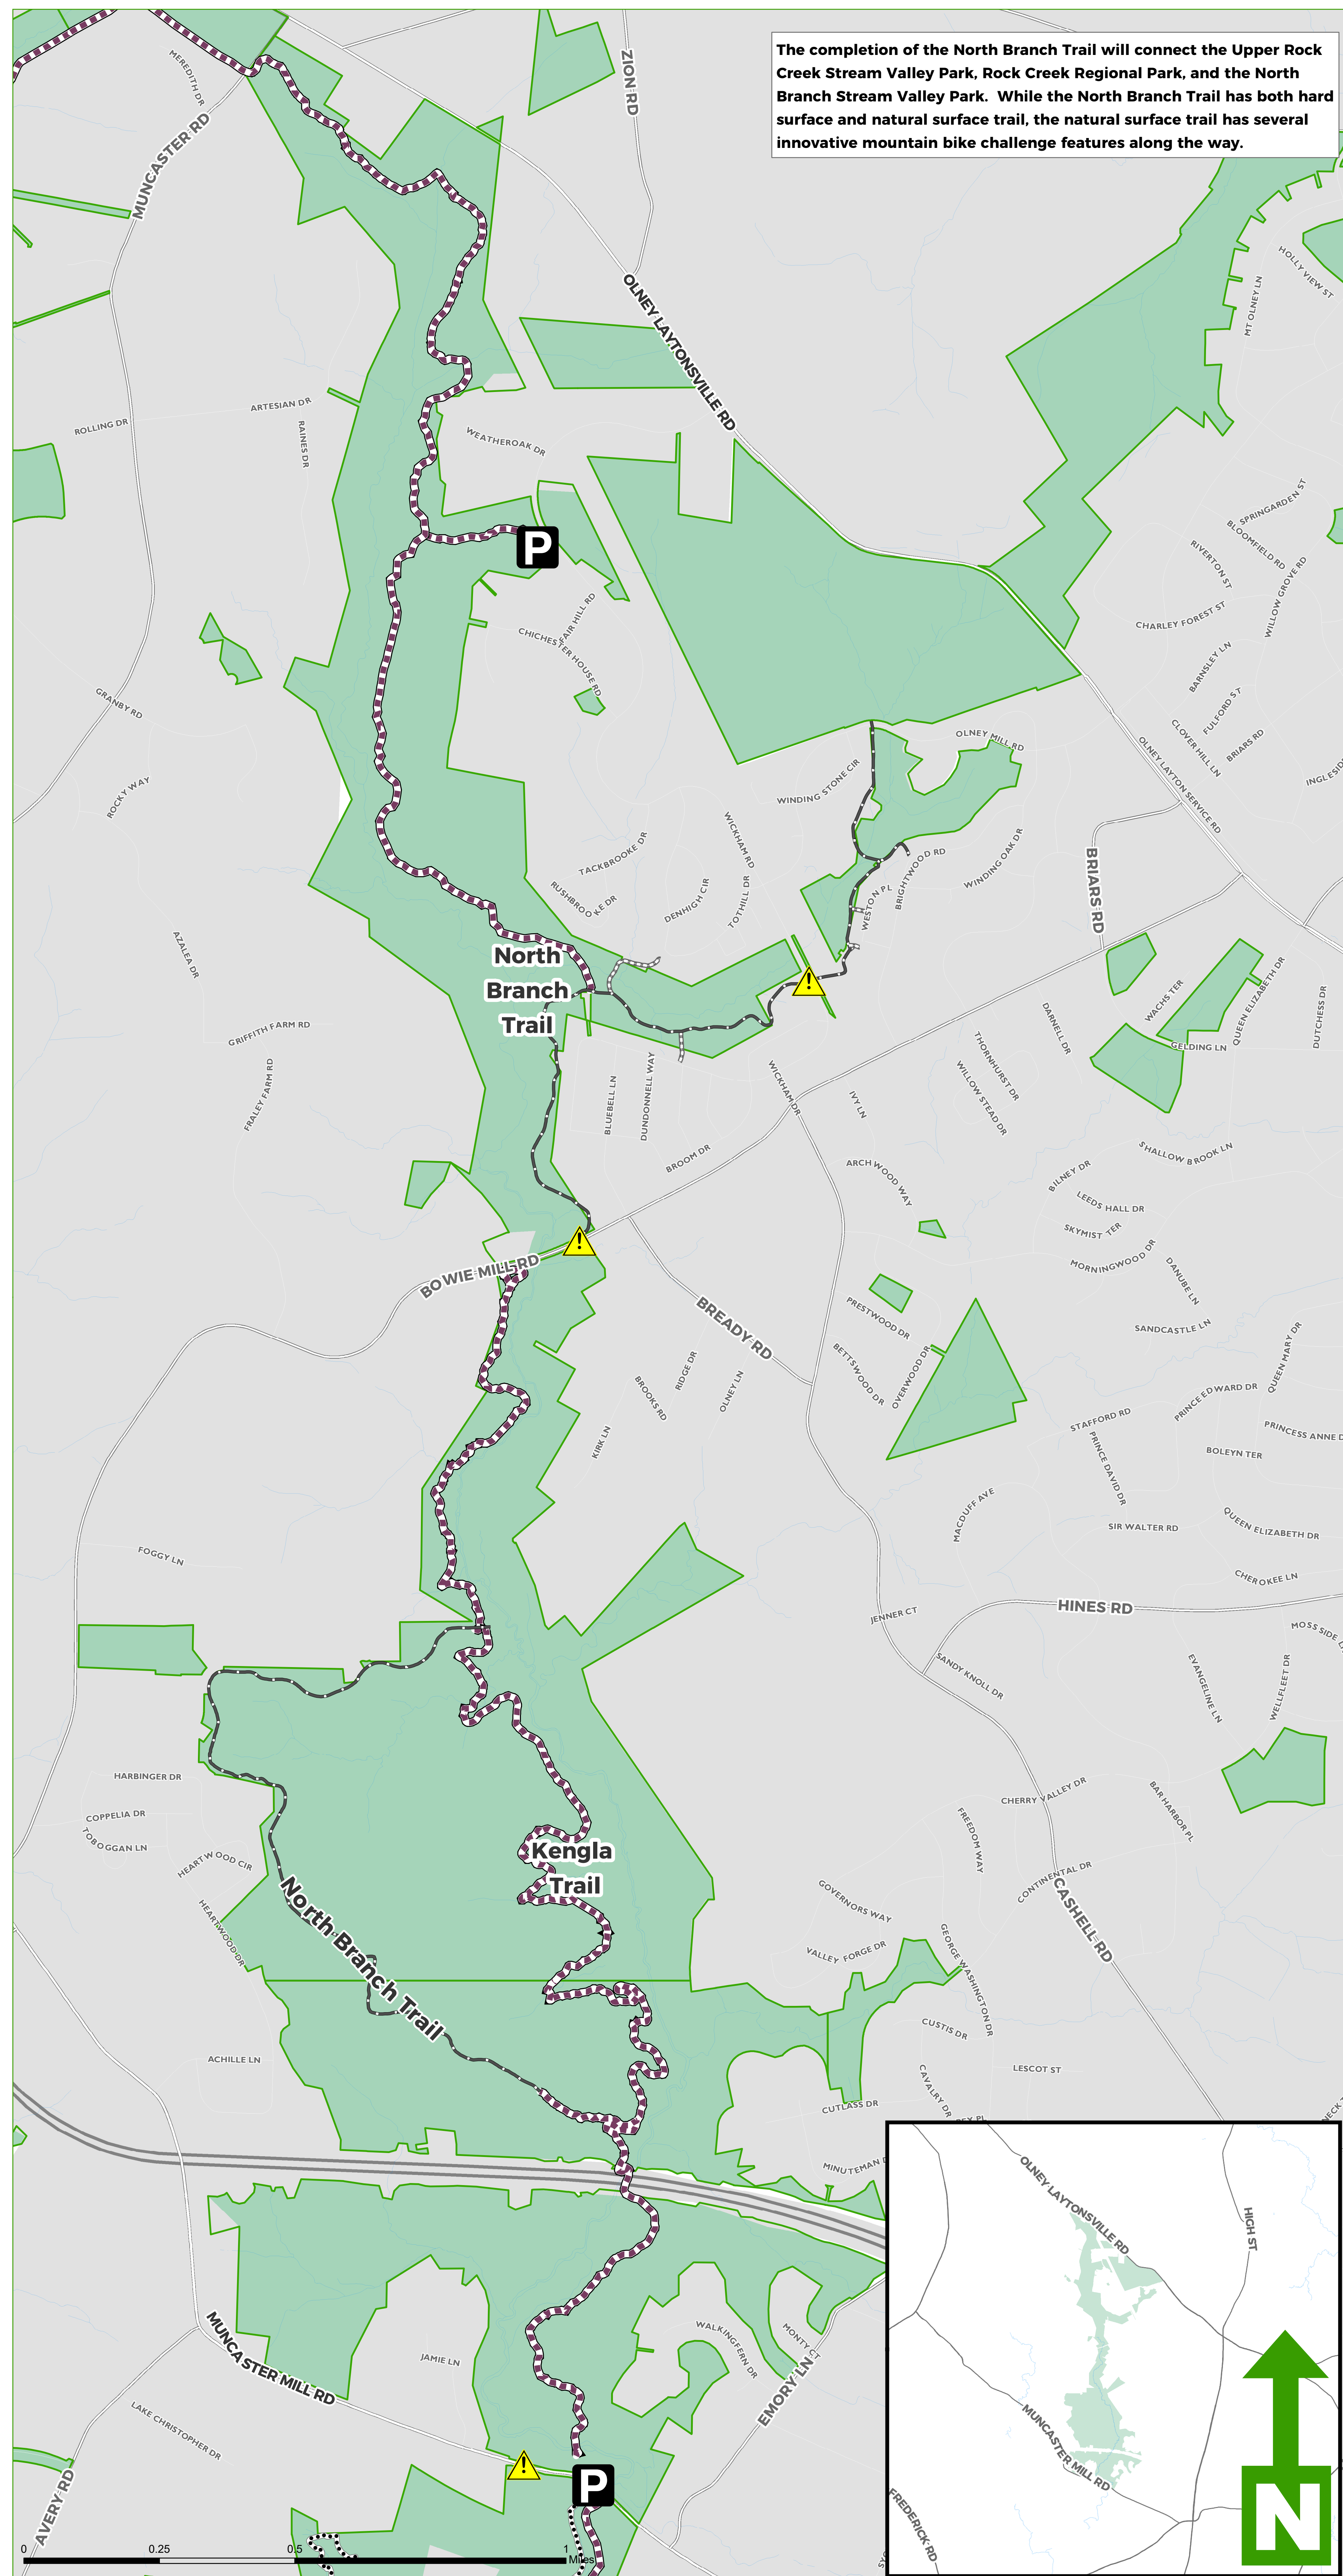 The completion of the North Branch Trail will connect the Upper Rock
Creek Stream Valley Park, Rock Creek Regional Park, and the North
Branch Stream Valley Park.  While the North Branch Trail has both hard
surface and natural surface trail, the natural surface trail has several
innovative mountain bike challenge features along the way.
MEREDITH DR
ZION RD
MUNCASTER RD
OLNEY LAYTONSVILLE RD
HOLLY VIEW ST
MT OLNEY LN
ARTESIAN DR
ROLLING DR
RAINES DR
WEATHEROAK DR
P
SPRINGARDEN ST
BLOOMFIELD RD
RIVERTON ST
WILLOW GROVE RD
CHARLEY FOREST ST
FAIR HILL RD
CHICHESTER HOUSE RD
BARNSLEY LN
FULFORD ST
GRANBY RD
CLOVER HILL LN
BRIARS RD
OLNEY MILL RD
OLNEY LAYTON SERVICE RD
ROCKY WAY
WINDING STONE CIR
WICKHAM RD
TACKBROOKE DR
RUSHBROOKE DR
DENHIGH CIR
TOTHILL DR
WESTON PL
BRIGHTWOOD RD
WINDING OAK DR
BRIARS RD
AZALEA DR
North
Branch
Trail
WACHS TER
QUEEN ELIZABETH DR
DUTCHESS DR
GRIFFITH FARM RD
DARNELL DR
GELDING LN
FRALEY FARM RD
BLUEBELL LN
DUNDONNELL WAY
WICKHAM DR
IVY LN
THORNHURST DR
WILLOW STEAD DR
BROOM DR
SHALLOW BROOK LN
ARCH WOOD WAY
BILNEY DR
LEEDS HALL DR
SKYMIST TER
MORNINGWOOD DR
DANUBE LN
BOWIE MILL RD
BREADY RD
PRESTWOOD DR
SANDCASTLE LN
BETTSWOOD DR
OVERWOOD DR
QUEEN MARY DR
BROOKS RD
RIDGE DR
OLNEY LN
PRINCE EDWARD DR
STAFFORD RD
PRINCESS ANNE D
KIRK LN
PRINCE DAVID DR
BOLEYN TER
MACDUFF AVE
SIR WALTER RD
QUEEN ELIZABETH DR
FOGGY LN
CHEROKEE LN
HINES RD
JENNER CT
MOSS SIDE
SANDY KNOLL DR
EVANGELINE LN
WELLFLEET DR
HARBINGER DR
CHERRY VALLEY DR
BAR HARBOR PL
COPPELIA DR
TOBOGGAN LN
HEARTWOOD CIR
Kengla
Trail
FREEDOM WAY
CONTINENTAL DR
CASHELL RD
GOVERNORS WAY
HEARTWOOD DR
North Branch Trail
VALLEY FORGE DR
GEORGE WASHINGTON DR
CUSTIS DR
ACHILLE LN
LESCOT ST
CAVALRY DR
CUTLASS DR
MINUTEMAN
OLNEY LAYTONSVILLE RD
HIGH ST
MUNCASTER MILL RD
JAMIE LN
WALKINGFERN DR
MONTY CT
EMORY LN
LAKE CHRISTOPHER DR
MUNCASTER MILL RD
AVERY RD
P
FREDERICK RD
N
0 0.25 0.5 1
Miles